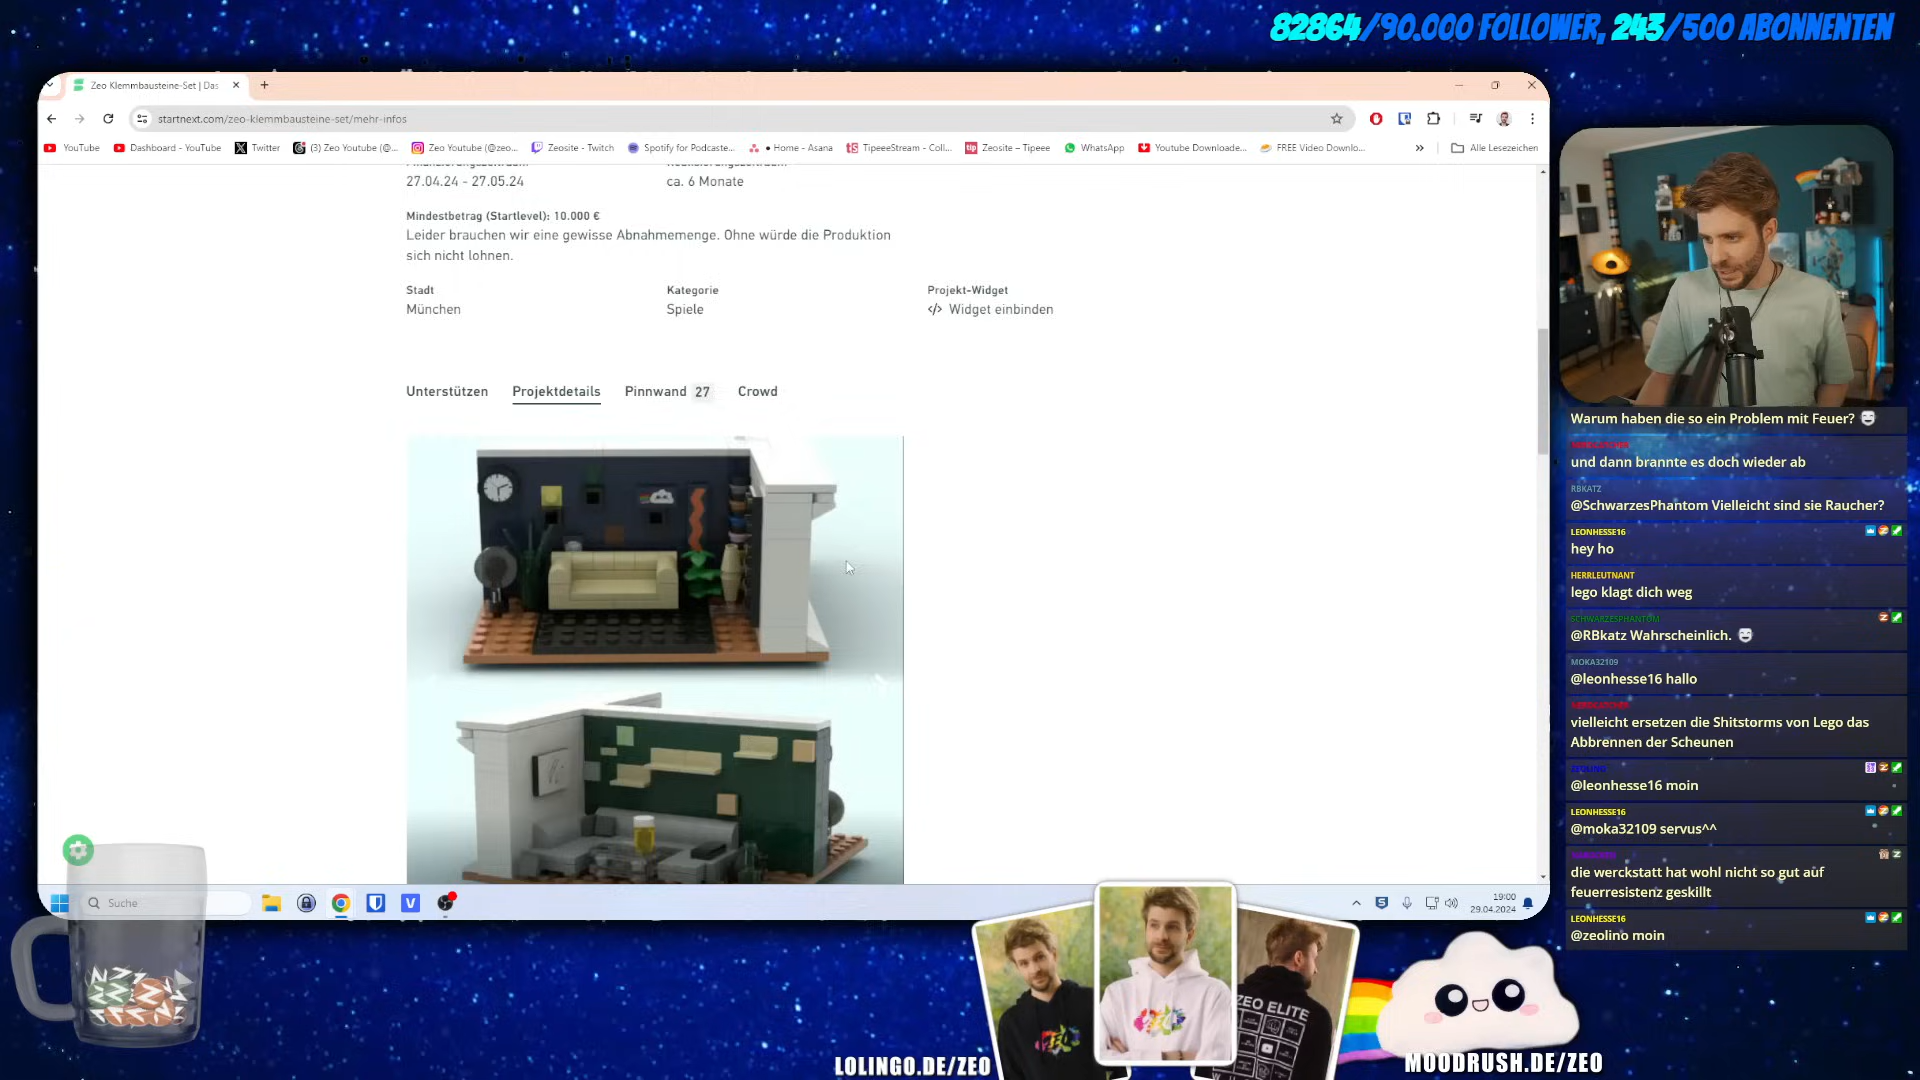 82864/90.000 FOLLOWER, 243/500 ABONNENTEN
Zeo Klemmbausteine-Set | Das
startnext.com/zeo-klemmbausteine-set/mehr-infos
YouTube
Dashboard - YouTube
Twitter
(3) Zeo Youtube (@...
Zeo Youtube (@zeo...
Zeosite - Twitch
Spotify for Podcaste...
• Home - Asana
TipeeeStream - Coll...
Zeosite – Tipeee
WhatsApp
Youtube Downloade...
FREE Video Downlo...
»
Alle Lesezeichen
27.04.24 - 27.05.24
ca. 6 Monate
Mindestbetrag (Startlevel): 10.000 €
Leider brauchen wir eine gewisse Abnahmemenge. Ohne würde die Produktion
sich nicht lohnen.
Stadt
Kategorie
Projekt-Widget
München
Spiele
</> Widget einbinden
Unterstützen
Projektdetails
Pinnwand 27
Crowd
Suche
19:00
29.04.2024
Warum haben die so ein Problem mit Feuer?
und dann brannte es doch wieder ab
RBKATZ
@SchwarzesPhantom Vielleicht sind sie Raucher?
LEONHESSE16
hey ho
HERRLEUTNANT
lego klagt dich weg
SCHWARZESPHANTOM
@RBkatz Wahrscheinlich.
MOKA32109
@leonhesse16 hallo
vielleicht ersetzen die Shitstorms von Lego das
Abbrennen der Scheunen
ZEOLINO
@leonhesse16 moin
LEONHESSE16
@moka32109 servus^^
die werckstatt hat wohl nicht so gut auf
feuerresistenz geskillt
LEONHESSE16
@zeolino moin
ZEO ELITE
LOLINGO.DE/ZEO
MOODRUSH.DE/ZEO